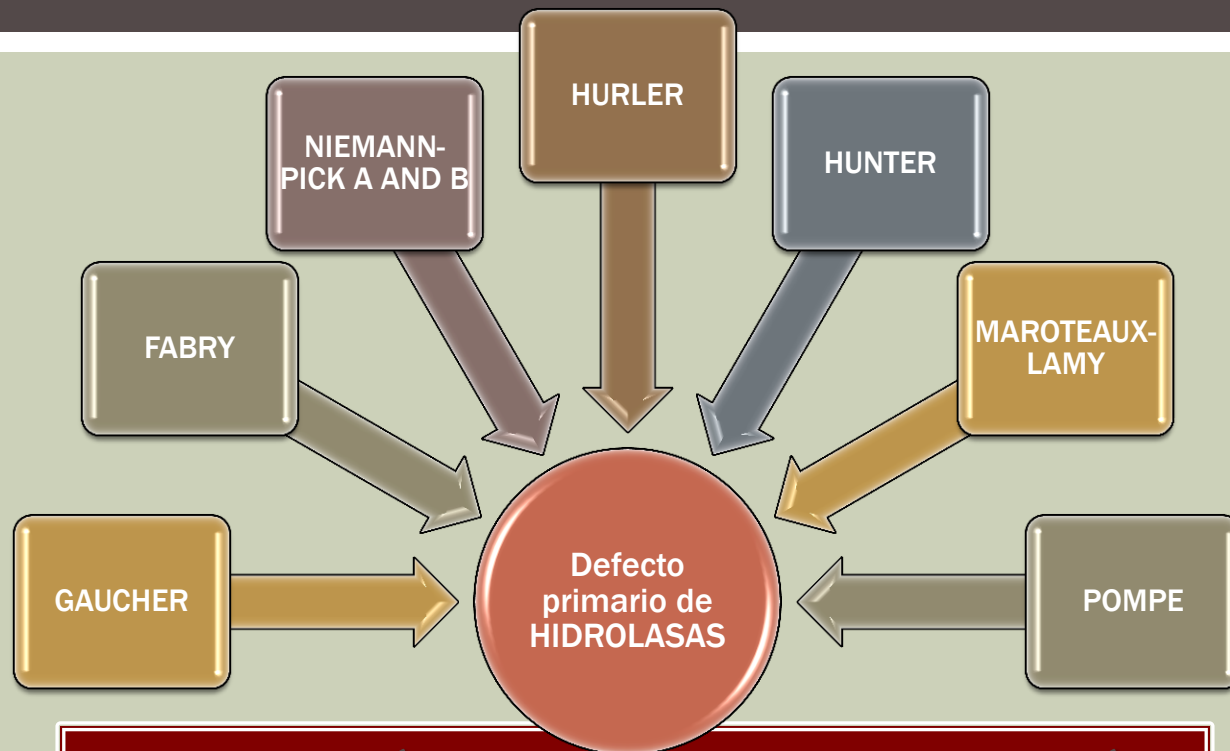 HURLER
NIEMANN-
PICK A AND B
HUNTER
FABRY
MAROTEAUX-
LAMY
GAUCHER
Defecto
primario de
HIDROLASAS
POMPE